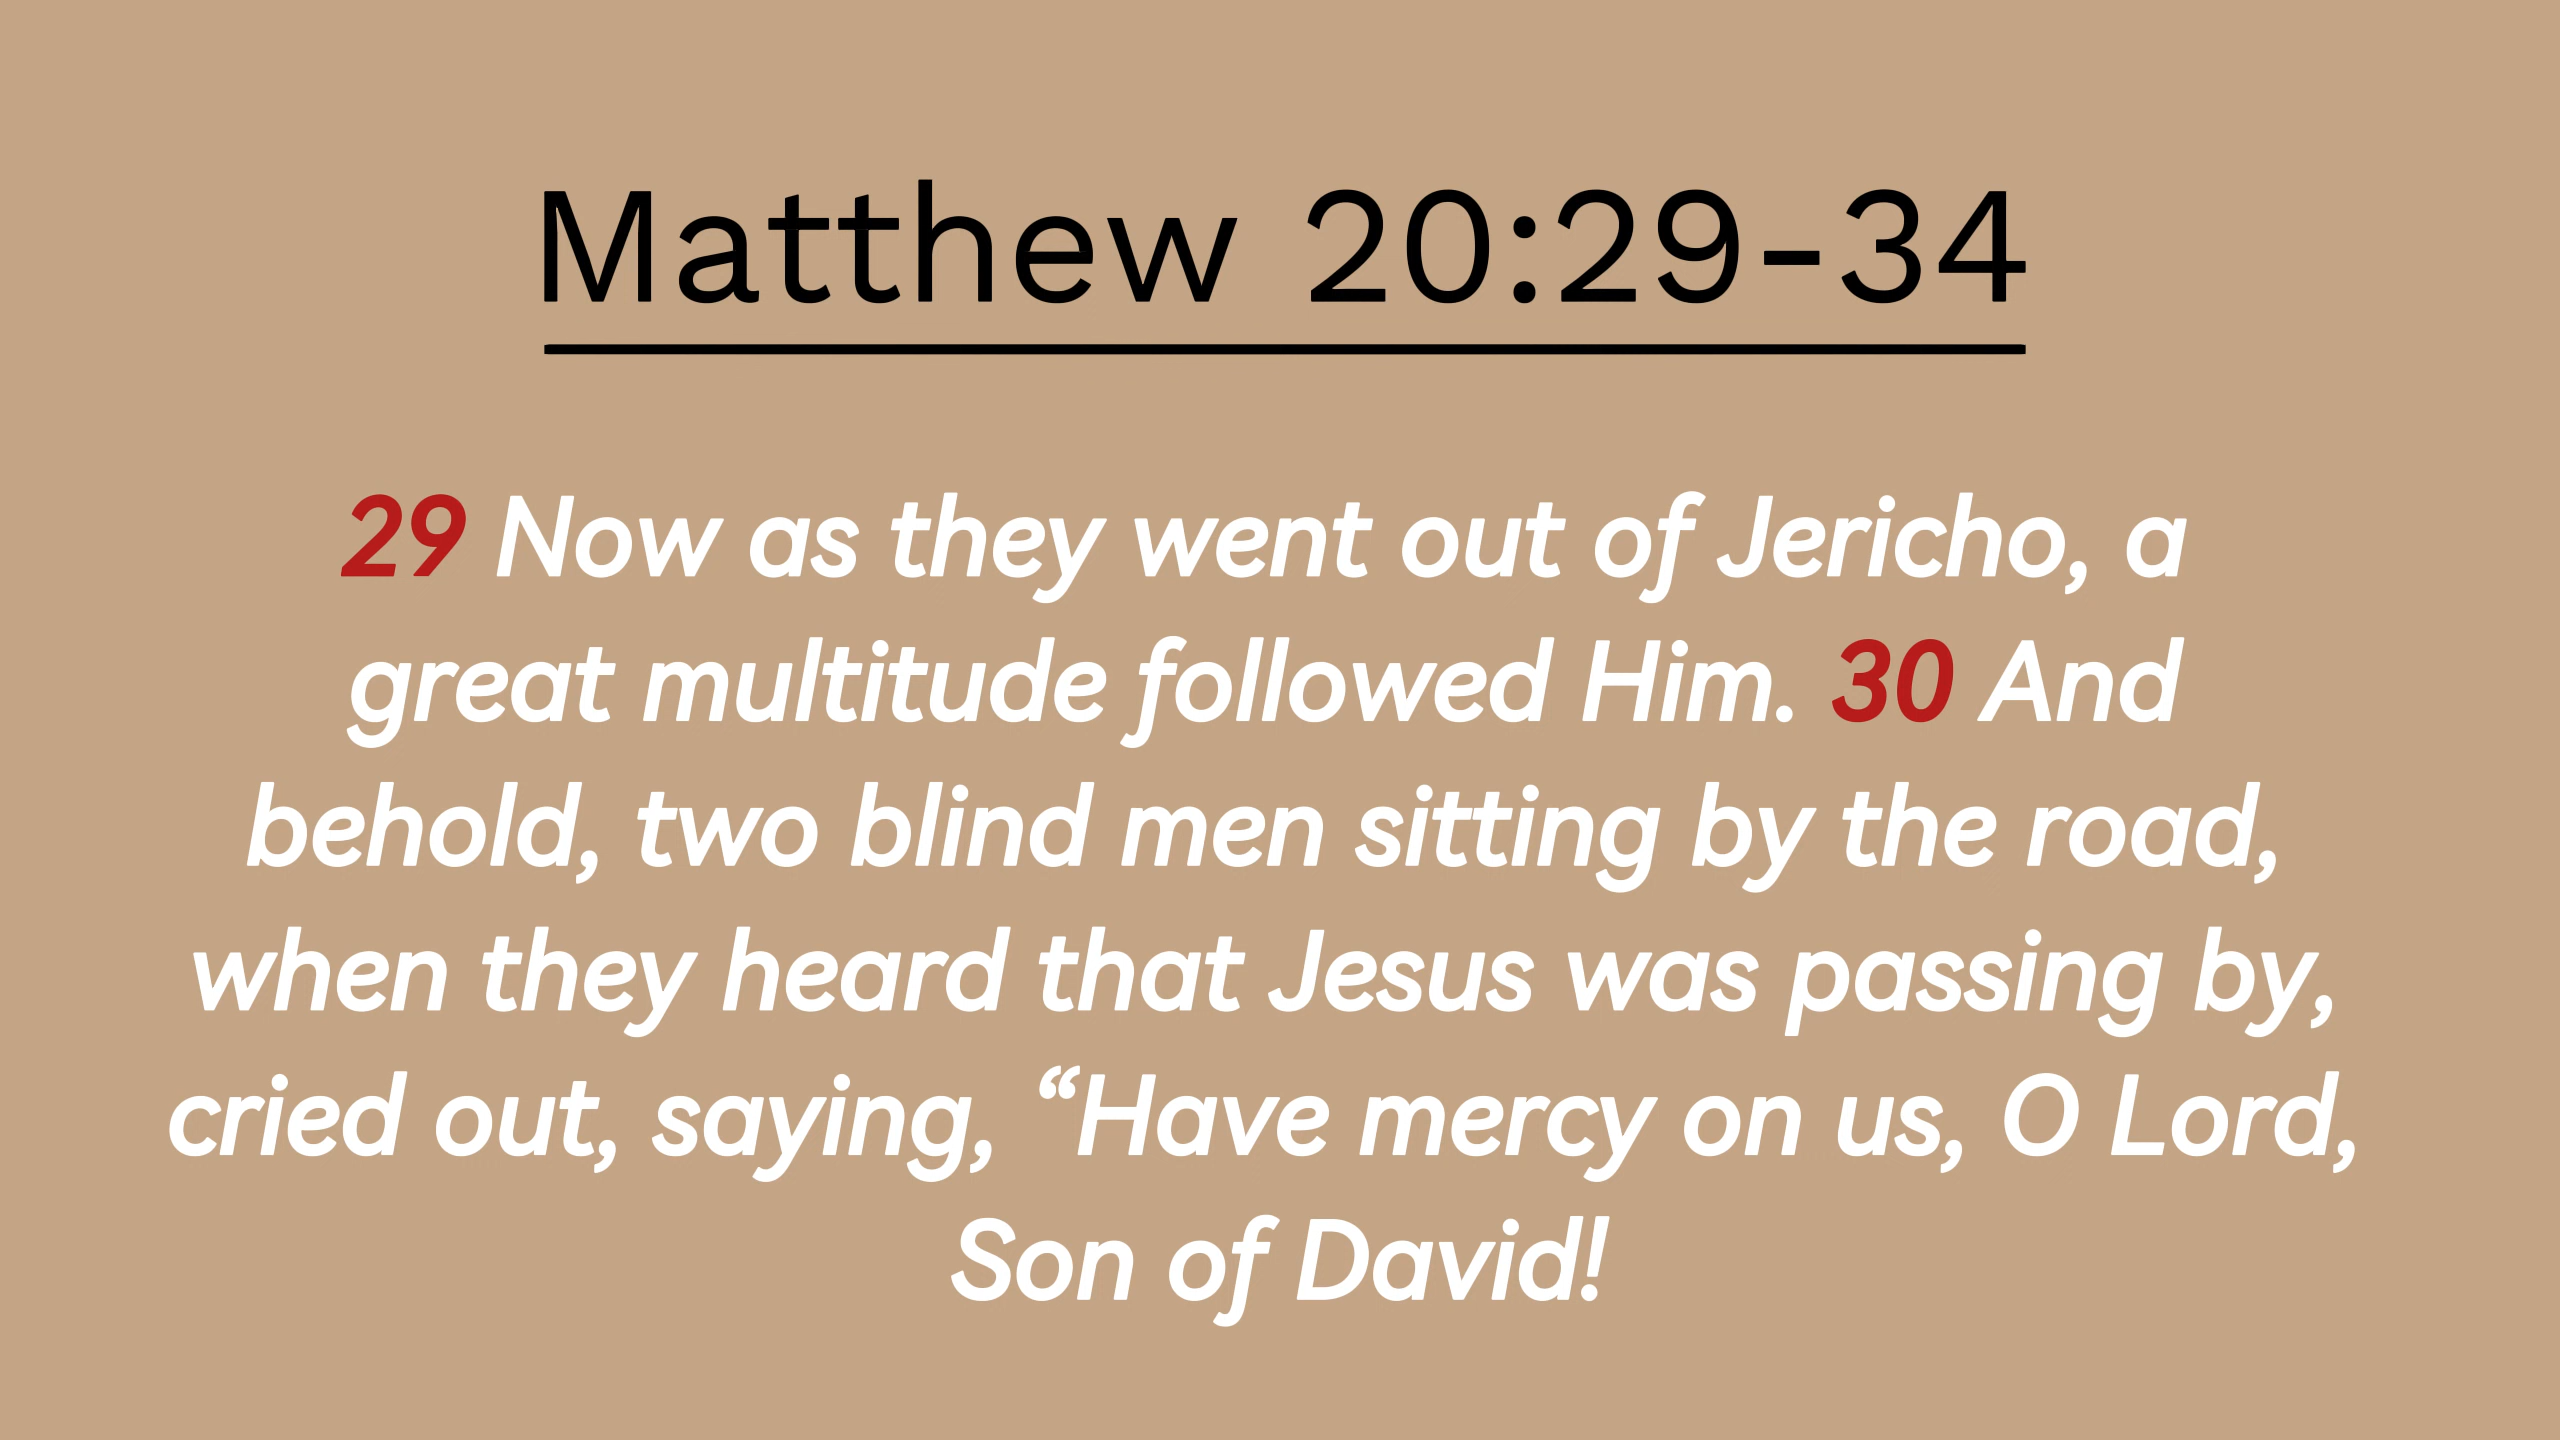 Matthew 20:29-34
29 Now as they went out of Jericho, a
great multitude followed Him. 30 And
behold, two blind men sitting by the road,
when they heard that Jesus was passing by,
cried out, saying, “Have mercy on us, O Lord,
Son of David!